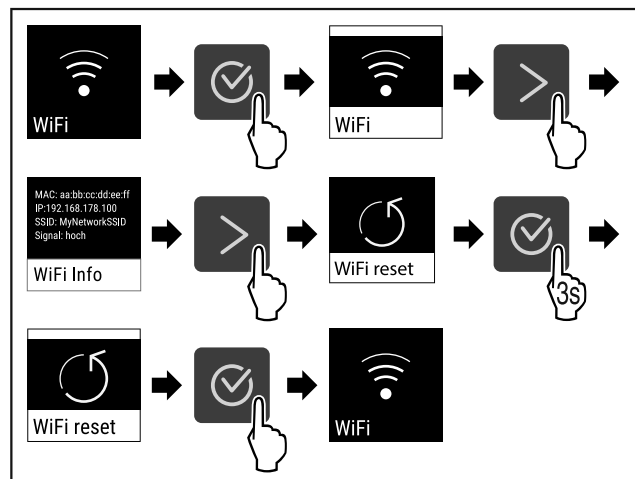 WiFi
WiFi
MAC: aa:bb:cc:dd:ee:ff
IP:192.168.178.100
SSID: MyNetworkSSID
Signal: hoch
WiFi Info
WiFi reset
3s
WiFi reset
WiFi